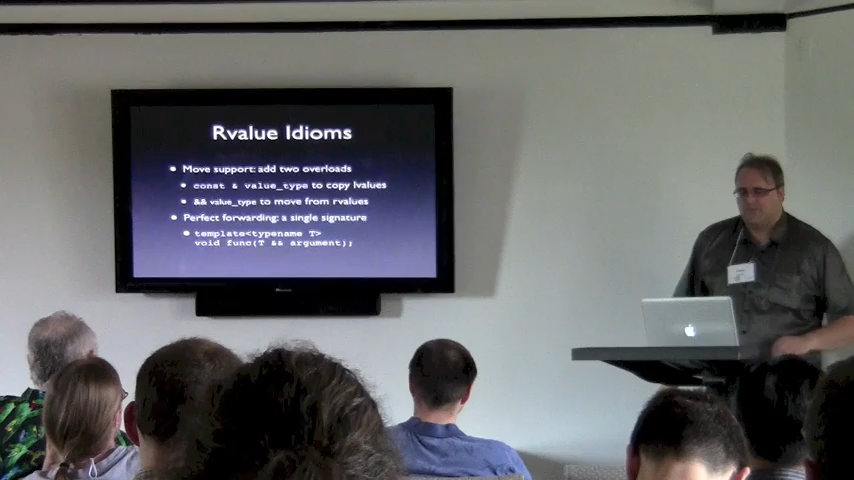 Rvalue Idioms
• Move support: add two overloads
• const & value_type to copy lvalues
• && value_type to move from rvalues
• Perfect forwarding: a single signature
• template<typename T>
void func(T && argument);